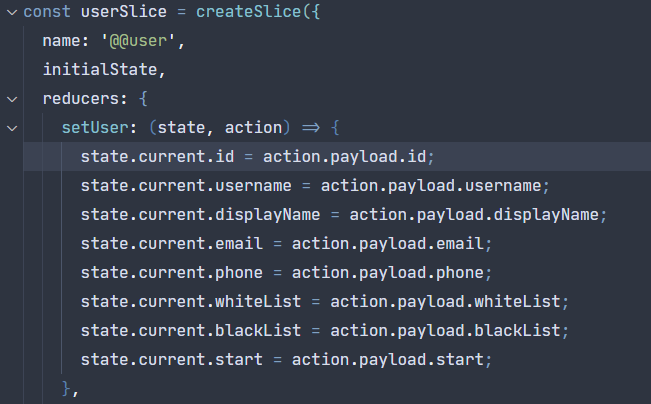 const userSlice = createSlice({
name: '@@user',
initialState,
reducers: {
setUser: (state, action) => {
state.current.id = action.payload.id;
state.current.username = action.payload.username;
state.current.displayName = action.payload.displayName;
state.current.email = action.payload.email;
state.current.phone = action.payload.phone;
state.current.whiteList = action.payload.whiteList;
state.current.blackList = action.payload.blackList;
state.current.start = action.payload.start;
},